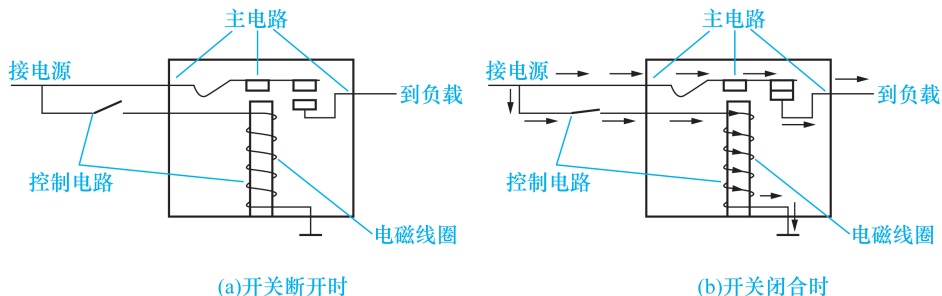 主电路
接电源
到负载
控制电路
电磁线圈
(a)开关断开时
主电路
接电源
到负载
控制电路
电磁线圈
(b)开关闭合时